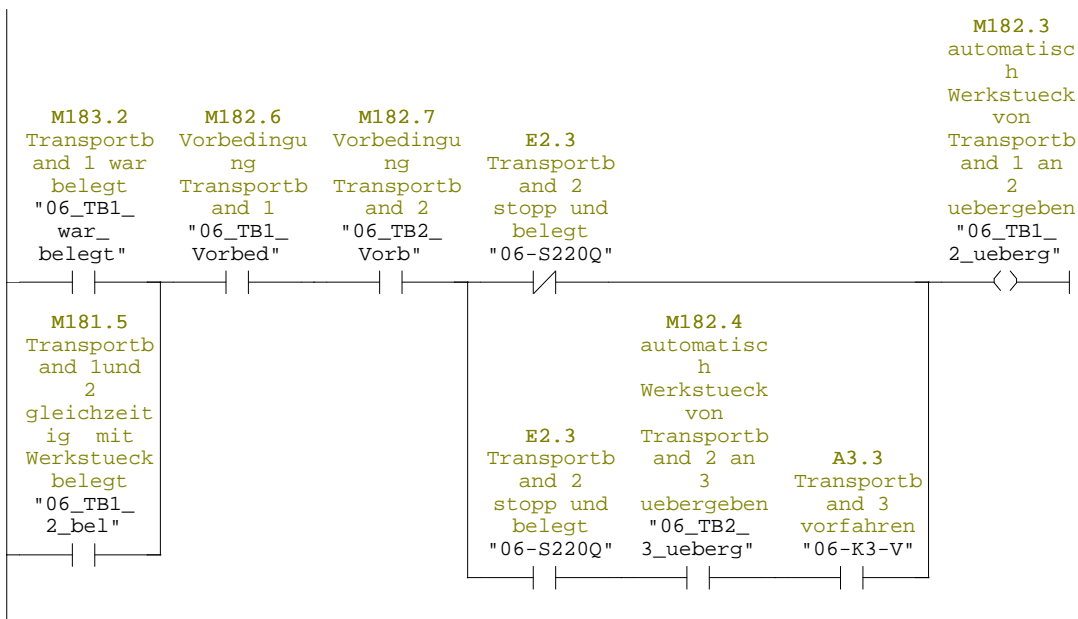 M182.3
automatisc
h
Werkstueck
von
Transportb
and 1 an
2
uebergeben
"06_TB1_
2_ueberg"
M183.2
Transportb
and 1 war
belegt
"06_TB1_
war_
belegt"
M182.6
Vorbedingu
ng
Transportb
and 1
"06_TB1_
Vorbed"
M182.7
Vorbedingu
ng
Transportb
and 2
"06_TB2_
Vorb"
E2.3
Transportb
and 2
stopp und
belegt
"06-S220Q"
M181.5
Transportb
and 1und
2
gleichzeit
ig  mit
Werkstueck
belegt
"06_TB1_
2_bel"
E2.3
Transportb
and 2
stopp und
belegt
"06-S220Q"
M182.4
automatisc
h
Werkstueck
von
Transportb
and 2 an
3
uebergeben
"06_TB2_
3_ueberg"
A3.3
Transportb
and 3
vorfahren
"06-K3-V"